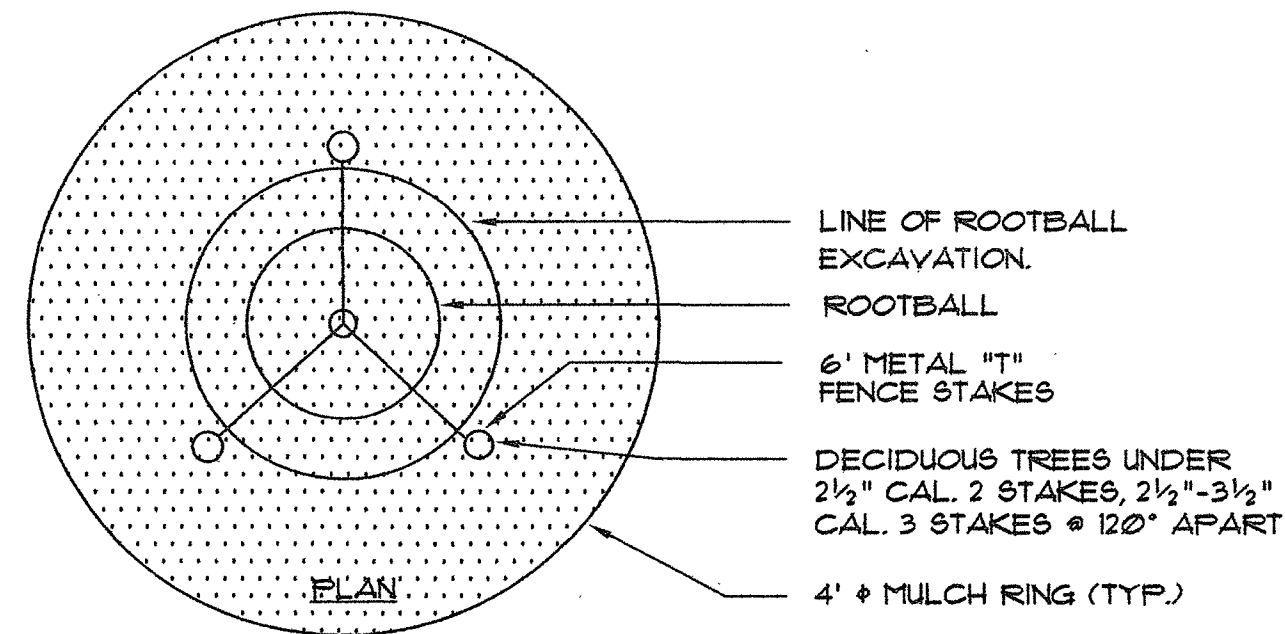 LINE OF ROOTBALL
EXCAVATION.
ROOTBALL
6' METAL "T"
FENCE STAKES
DECIDUOUS TREES UNDER
2½" CAL. 2 STAKES, 2½"-3½"
CAL. 3 STAKES @ 120° APART
4' ⌀ MULCH RING (TYP.)
PLAN